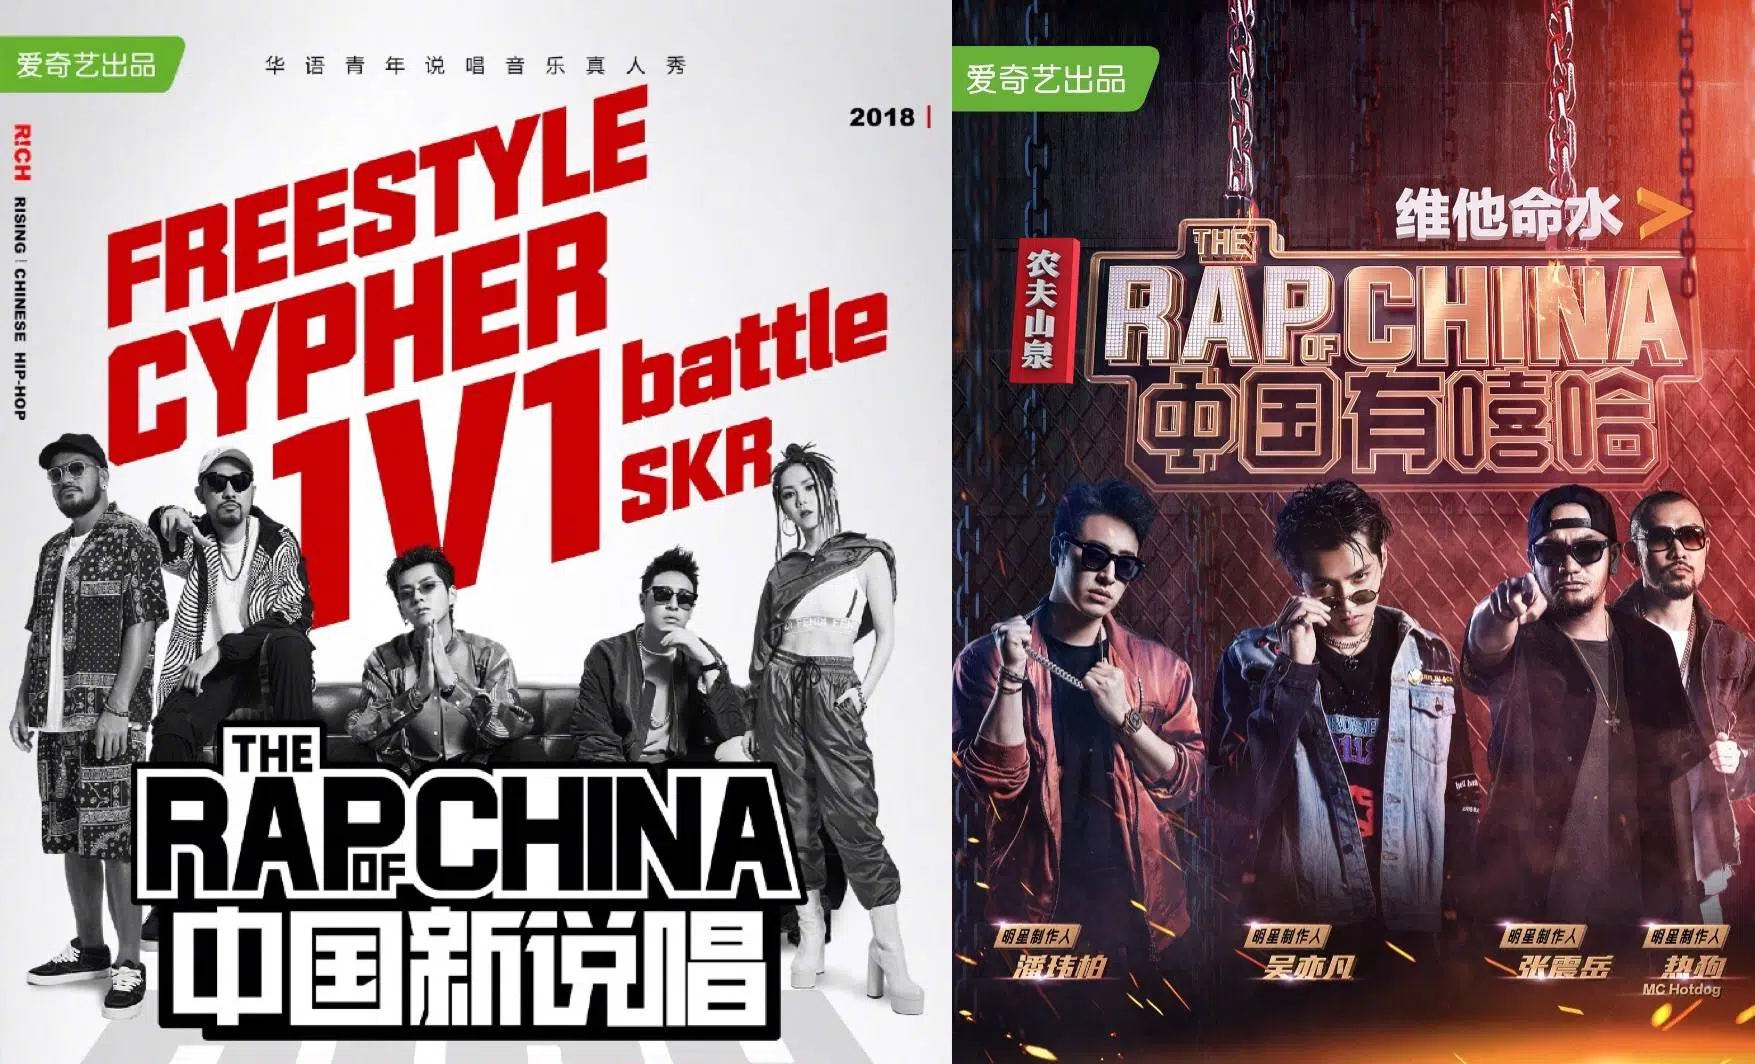 爱奇艺出品
华语青年说唱音乐真人秀
2018
R!CH RISING | CHINESE HIP-HOP
FREESTYLE
CYPHER
1V1 battle
SKR
FENDI
THE
RAP OF CHINA
中国新说唱
爱奇艺出品
维他命水
农夫山泉
THE
RAP OF CHINA
中国有嘻哈
明星制作人
潘玮柏
明星制作人
吴亦凡
明星制作人
张震岳
明星制作人
热狗
MC Hotdog